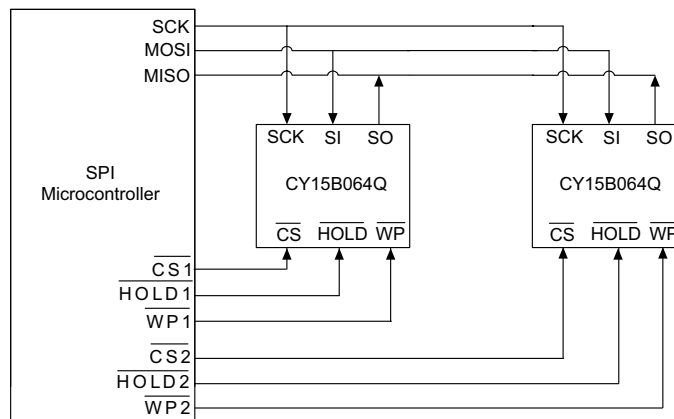 SCK
MOSI
MISO
SCK SI SO
SCK SI SO
SPI
Microcontroller
CY15B064Q
CY15B064Q
CS HOLD WP
CS HOLD WP
CS1
HOLD1
WP1
CS2
HOLD2
WP2